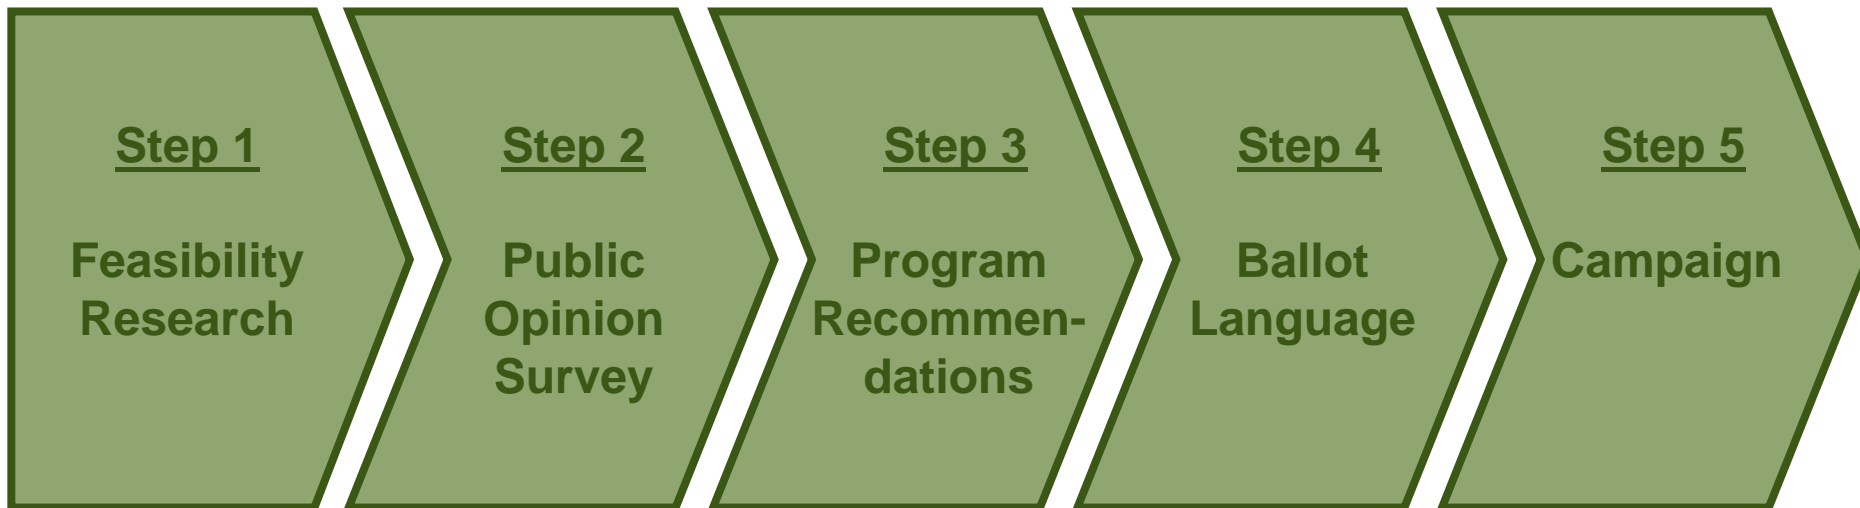 Step 1
Feasibility
Research
Step 2
Public
Opinion
Survey
Step 3
Program
Recommen-
dations
Step 4
Ballot
Language
Step 5
Campaign